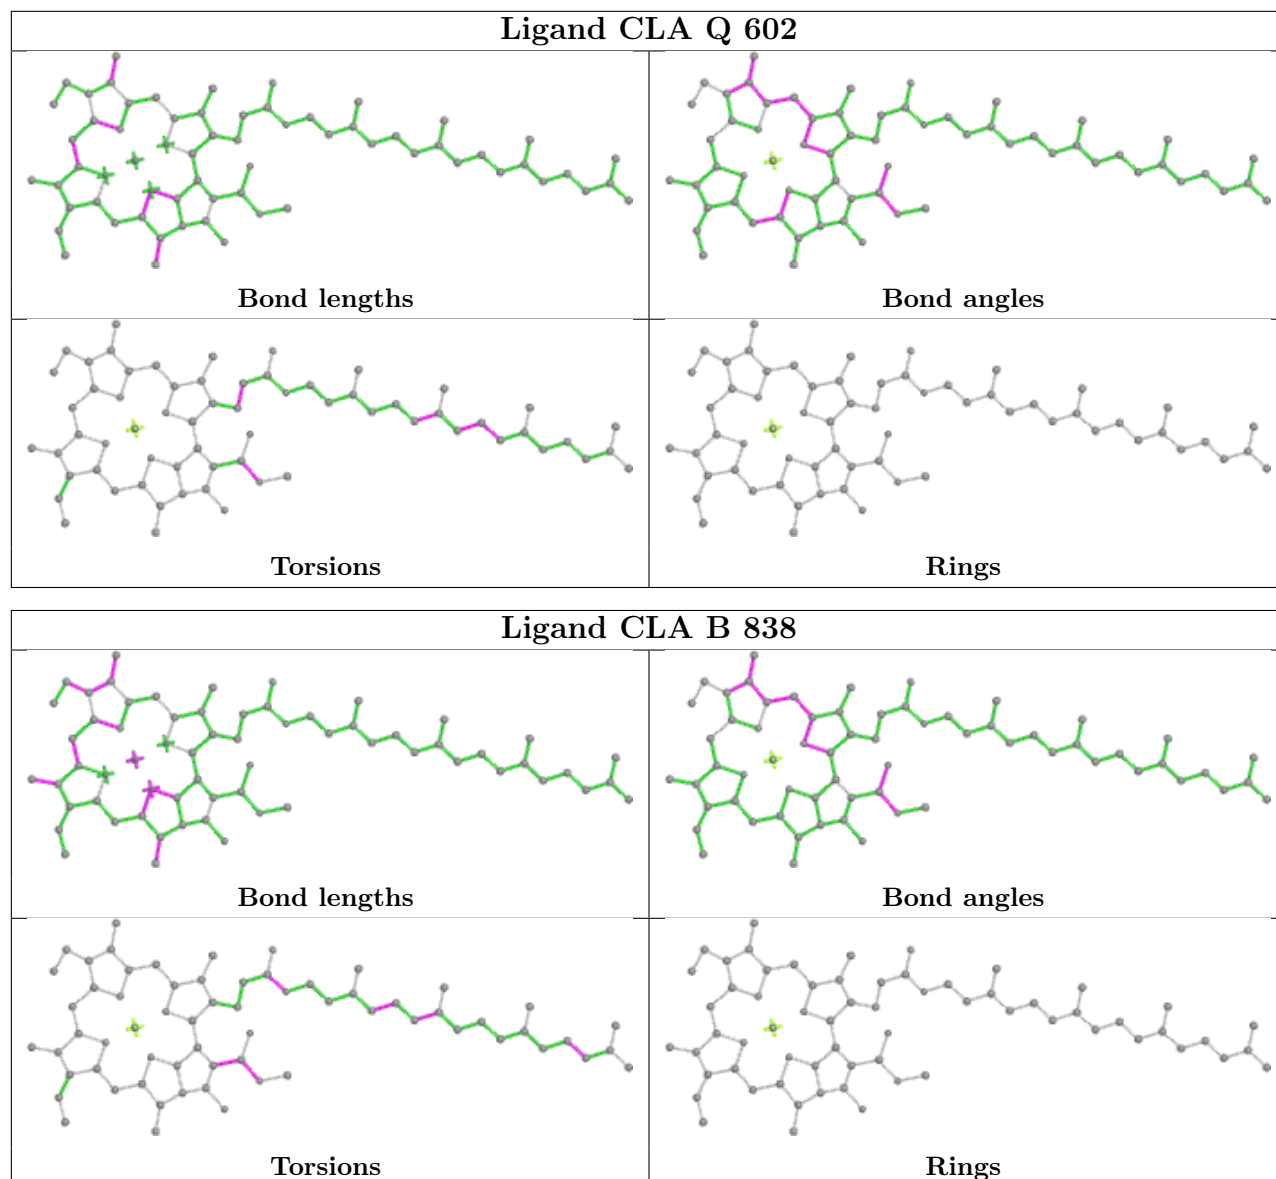 Ligand CLA Q 602
Bond lengths
Bond angles
Torsions
Rings
Ligand CLA B 838
Bond lengths
Bond angles
Torsions
Rings